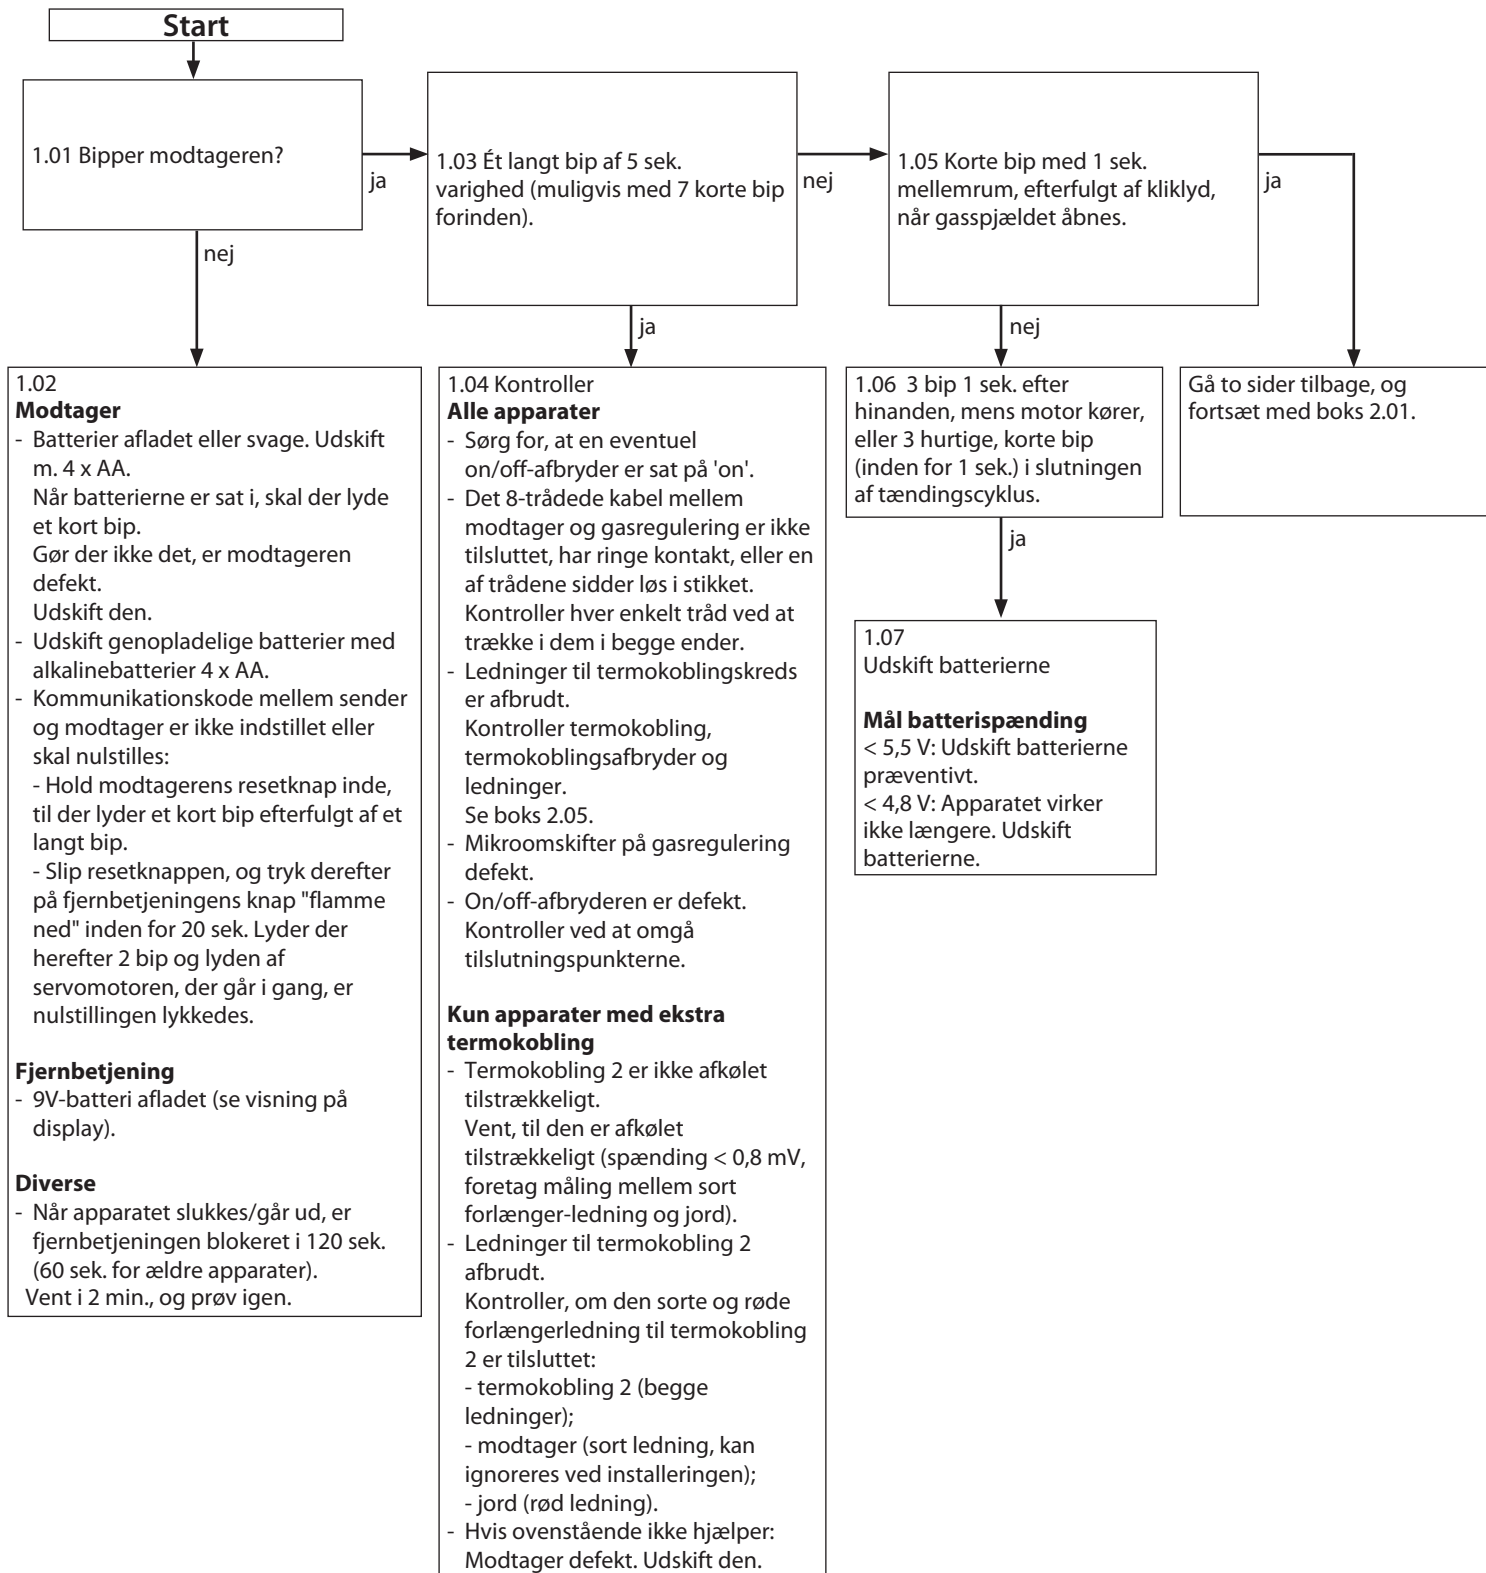 Start
1.01 Bipper modtageren?
ja
nej
1.03 Ét langt bip af 5 sek.
varighed (muligvis med 7 korte bip
forinden).
nej
ja
1.05 Korte bip med 1 sek.
mellemrum, efterfulgt af kliklyd,
når gasspjældet åbnes.
ja
nej
1.02
Modtager
- Batterier afladet eller svage. Udskift
m. 4 x AA.
Når batterierne er sat i, skal der lyde
et kort bip.
Gør der ikke det, er modtageren
defekt.
Udskift den.
- Udskift genopladelige batterier med
alkalinebatterier 4 x AA.
- Kommunikationskode mellem sender
og modtager er ikke indstillet eller
skal nulstilles:
- Hold modtagerens resetknap inde,
til der lyder et kort bip efterfulgt af et
langt bip.
- Slip resetknappen, og tryk derefter
på fjernbetjeningens knap "flamme
ned" inden for 20 sek. Lyder der
herefter 2 bip og lyden af
servomotoren, der går i gang, er
nulstillingen lykkedes.
Fjernbetjening
- 9V-batteri afladet (se visning på
display).
Diverse
- Når apparatet slukkes/går ud, er
fjernbetjeningen blokeret i 120 sek.
(60 sek. for ældre apparater).
Vent i 2 min., og prøv igen.
1.04 Kontroller
Alle apparater
- Sørg for, at en eventuel
on/off-afbryder er sat på 'on'.
- Det 8-trådede kabel mellem
modtager og gasregulering er ikke
tilsluttet, har ringe kontakt, eller en
af trådene sidder løs i stikket.
Kontroller hver enkelt tråd ved at
trække i dem i begge ender.
- Ledninger til termokoblingskreds
er afbrudt.
Kontroller termokobling,
termokoblingsafbryder og
ledninger.
Se boks 2.05.
- Mikroomskifter på gasregulering
defekt.
- On/off-afbryderen er defekt.
Kontroller ved at omgå
tilslutningspunkterne.
Kun apparater med ekstra
termokobling
- Termokobling 2 er ikke afkølet
tilstrækkeligt.
Vent, til den er afkølet
tilstrækkeligt (spænding < 0,8 mV,
foretag måling mellem sort
forlænger-ledning og jord).
- Ledninger til termokobling 2
afbrudt.
Kontroller, om den sorte og røde
forlængerledning til termokobling
2 er tilsluttet:
- termokobling 2 (begge
ledninger);
- modtager (sort ledning, kan
ignoreres ved installeringen);
- jord (rød ledning).
- Hvis ovenstående ikke hjælper:
Modtager defekt. Udskift den.
1.06 3 bip 1 sek. efter
hinanden, mens motor kører,
eller 3 hurtige, korte bip
(inden for 1 sek.) i slutningen
af tændingscyklus.
ja
1.07
Udskift batterierne
Mål batterispænding
< 5,5 V: Udskift batterierne
præventivt.
< 4,8 V: Apparatet virker
ikke længere. Udskift
batterierne.
Gå to sider tilbage, og
fortsæt med boks 2.01.